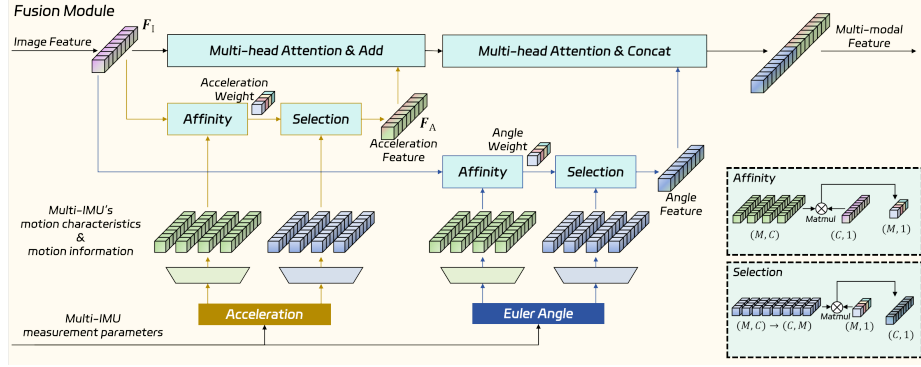 Fusion Module
F_I
Image Feature
Multi-head Attention & Add
Multi-head Attention & Concat
Multi-modal
Feature
Acceleration
Weight
Affinity
Selection
F_A
Acceleration
Feature
Angle
Weight
Affinity
Selection
Angle
Feature
Multi-IMU's
motion characteristics
&
motion information
Multi-IMU
measurement parameters
Acceleration
Euler Angle
Affinity
Matmul
(M, C)
(C, 1)
(M, 1)
Selection
Matmul
(M, C) → (C, M)
(M, 1)
(C, 1)